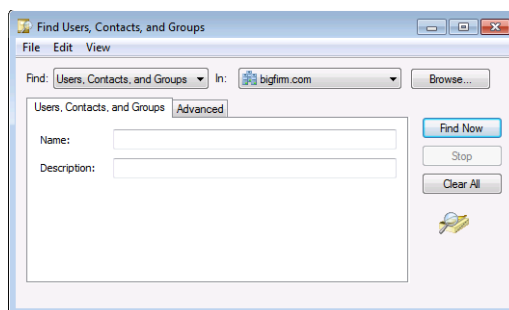 Find Users, Contacts, and Groups
File Edit View
Find: Users, Contacts, and Groups In: bigfirm.com Browse...
Users, Contacts, and Groups Advanced
Find Now
Name:
Stop
Description:
Clear All